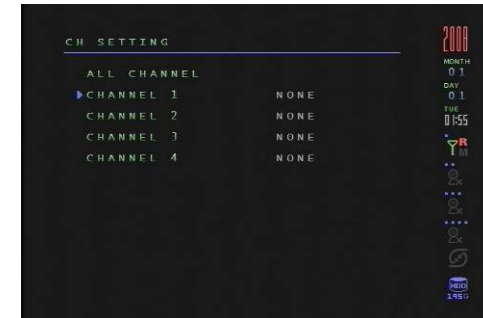 CH SETTING
ALL CHANNEL
CHANNEL 1 NONE
CHANNEL 2 NONE
CHANNEL 3 NONE
CHANNEL 4 NONE
2008
MONTH
01
DAY
01
TUE
01:55
R
M
HDD
195G